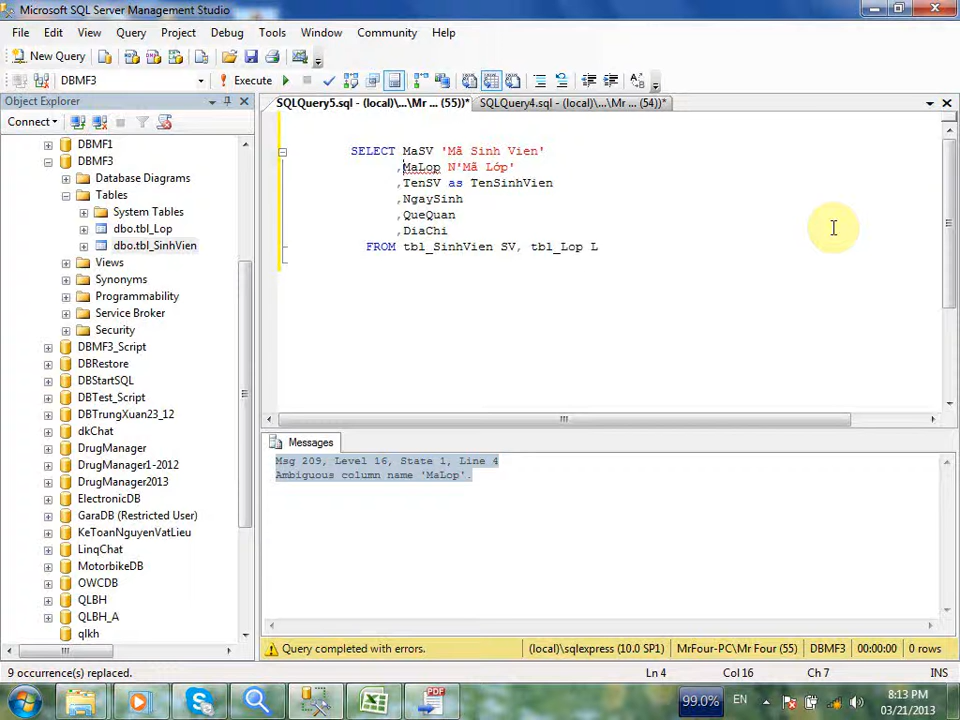 Microsoft SQL Server Management Studio
File Edit View Query Project Debug Tools Window Community Help
New Query
DBMF3 Execute
Object Explorer
Connect
DBMF1
DBMF3
Database Diagrams
Tables
System Tables
dbo.tbl_Lop
dbo.tbl_SinhVien
Views
Synonyms
Programmability
Service Broker
Security
DBMF3_Script
DBRestore
DBStartSQL
DBTest_Script
DBTrungXuan23_12
dkChat
DrugManager
DrugManager1-2012
DrugManager2013
ElectronicDB
GaraDB (Restricted User)
KeToanNguyenVatLieu
LinqChat
MotorbikeDB
OWCDB
QLBH
QLBH_A
qlkh
SQLQuery5.sql - (local)\...\Mr ... (55))* SQLQuery4.sql - (local)\...\Mr ... (54))*
SELECT MaSV 'Mã Sinh Vien'
,MaLop N'Mã Lớp'
,TenSV as TenSinhVien
,NgaySinh
,QueQuan
,DiaChi
FROM tbl_SinhVien SV, tbl_Lop L
Messages
Msg 209, Level 16, State 1, Line 4
Ambiguous column name 'MaLop'.
Query completed with errors. (local)\sqlexpress (10.0 SP1) MrFour-PC\Mr Four (55) DBMF3 00:00:00 0 rows
9 occurrence(s) replaced. Ln 4 Col 16 Ch 7 INS
99.0% EN 8:13 PM
03/21/2013